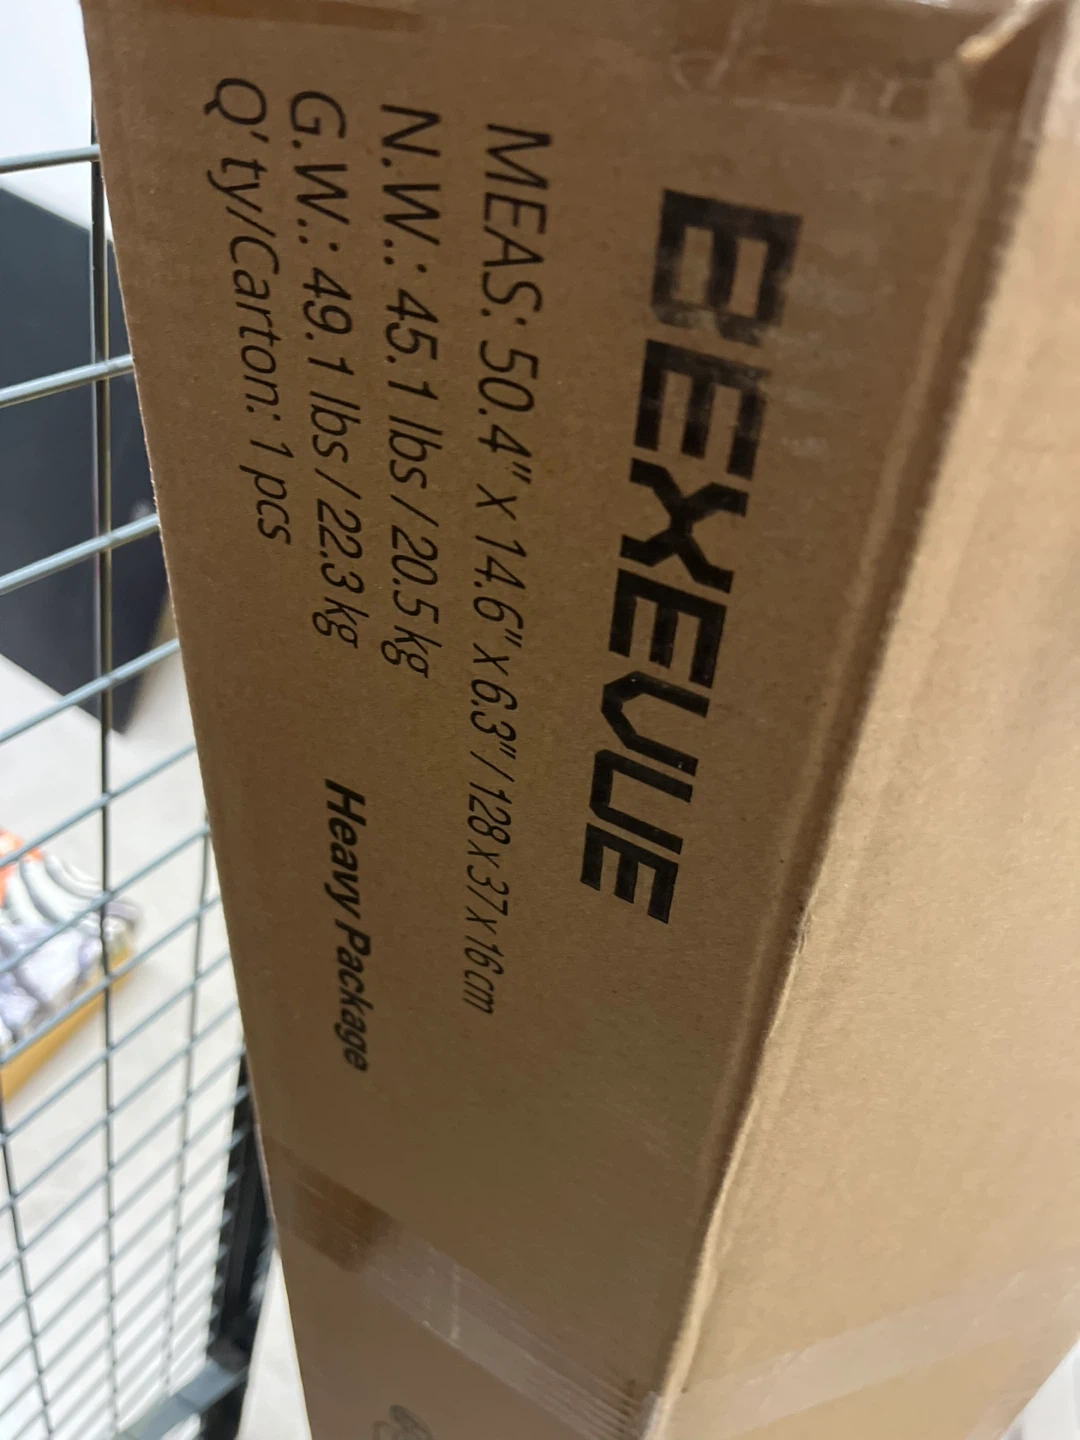 BEXEVUE
MEAS: 50.4" x 14.6" x 6.3" / 128 x 37 x 16 cm
N.W.: 45.1 lbs / 20.5 kg
G.W.: 49.1 lbs / 22.3 kg
Q'ty/Carton: 1 pcs
Heavy Package